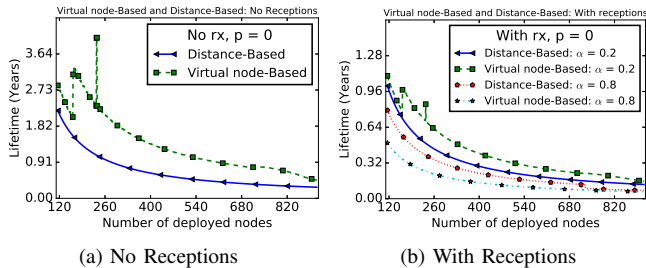 Virtual node-Based and Distance-Based: No Receptions
No rx, p = 0
Distance-Based
Virtual node-Based
Lifetime (Years)
3.64
2.73
1.82
0.91
0.00
120 260 400 540 680 820
Number of deployed nodes
(a) No Receptions
Virtual node-Based and Distance-Based: With receptions
With rx, p = 0
Distance-Based: α = 0.2
Virtual node-Based: α = 0.2
Distance-Based: α = 0.8
Virtual node-Based: α = 0.8
Lifetime (Years)
1.28
0.96
0.64
0.32
0.00
120 260 400 540 680 820
Number of deployed nodes
(b) With Receptions